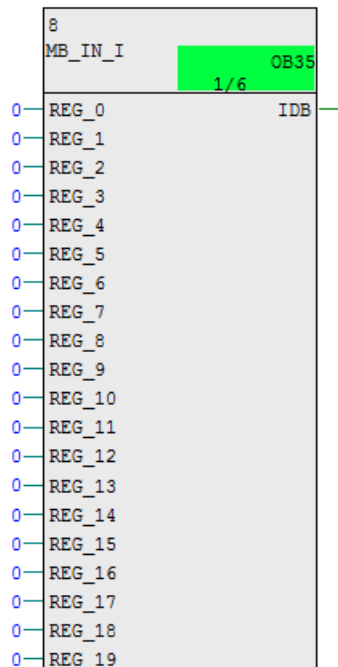 8
MB_IN_I
OB35
1/6
0 REG_0 IDB
0 REG_1
0 REG_2
0 REG_3
0 REG_4
0 REG_5
0 REG_6
0 REG_7
0 REG_8
0 REG_9
0 REG_10
0 REG_11
0 REG_12
0 REG_13
0 REG_14
0 REG_15
0 REG_16
0 REG_17
0 REG_18
0 REG_19